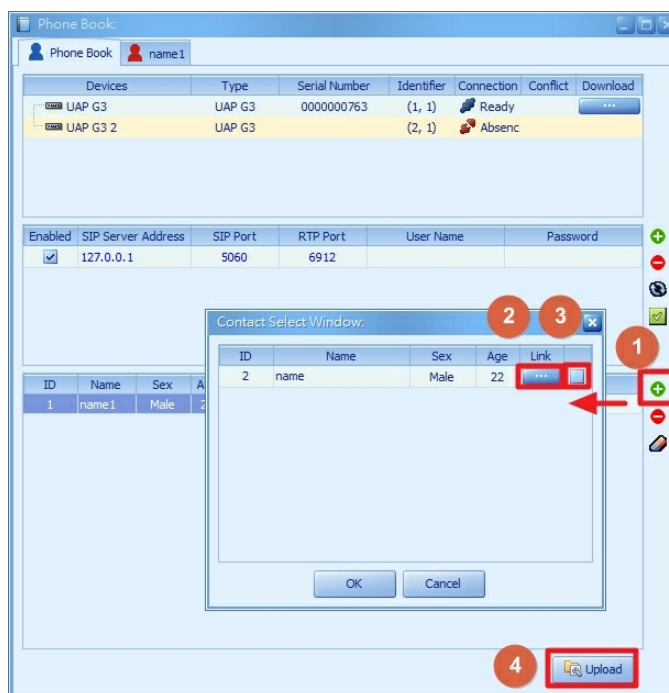 Phone Book:
Phone Book name1
Devices Type Serial Number Identifier Connection Conflict Download
UAP G3 UAP G3 0000000763 (1, 1) Ready ...
UAP G3 2 UAP G3 (2, 1) Absenc
Enabled SIP Server Address SIP Port RTP Port User Name Password
127.0.0.1 5060 6912
Contact Select Window: 2 3
1
ID Name Sex Age Link
2 name Male 22 ...
ID Name Sex A
1 name1 Male 2
OK Cancel
4 Upload